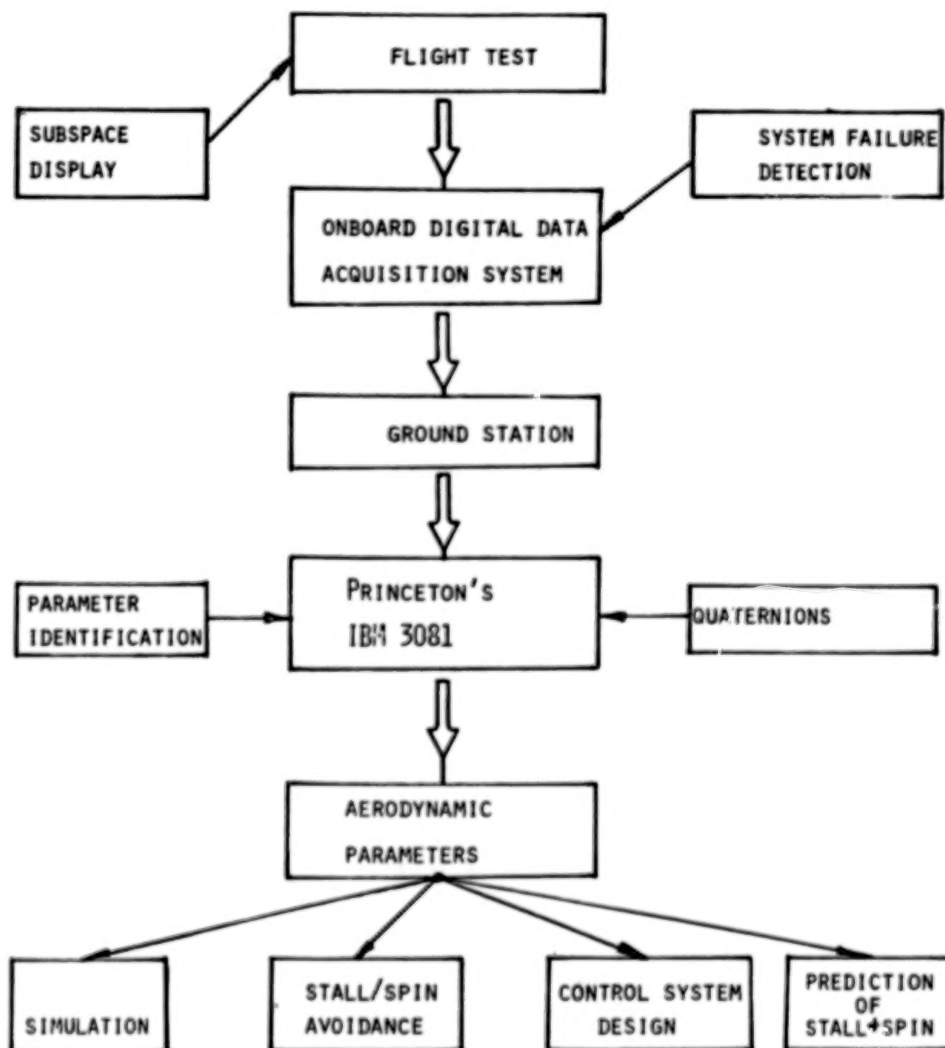 FLIGHT TEST
SUBSPACE
DISPLAY
SYSTEM FAILURE
DETECTION
ONBOARD DIGITAL DATA
ACQUISITION SYSTEM
GROUND STATION
PARAMETER
IDENTIFICATION
PRINCETON'S
IBM 3081
QUATERNIONS
AERODYNAMIC
PARAMETERS
SIMULATION
STALL/SPIN
AVOIDANCE
CONTROL SYSTEM
DESIGN
PREDICTION
OF
STALL+SPIN